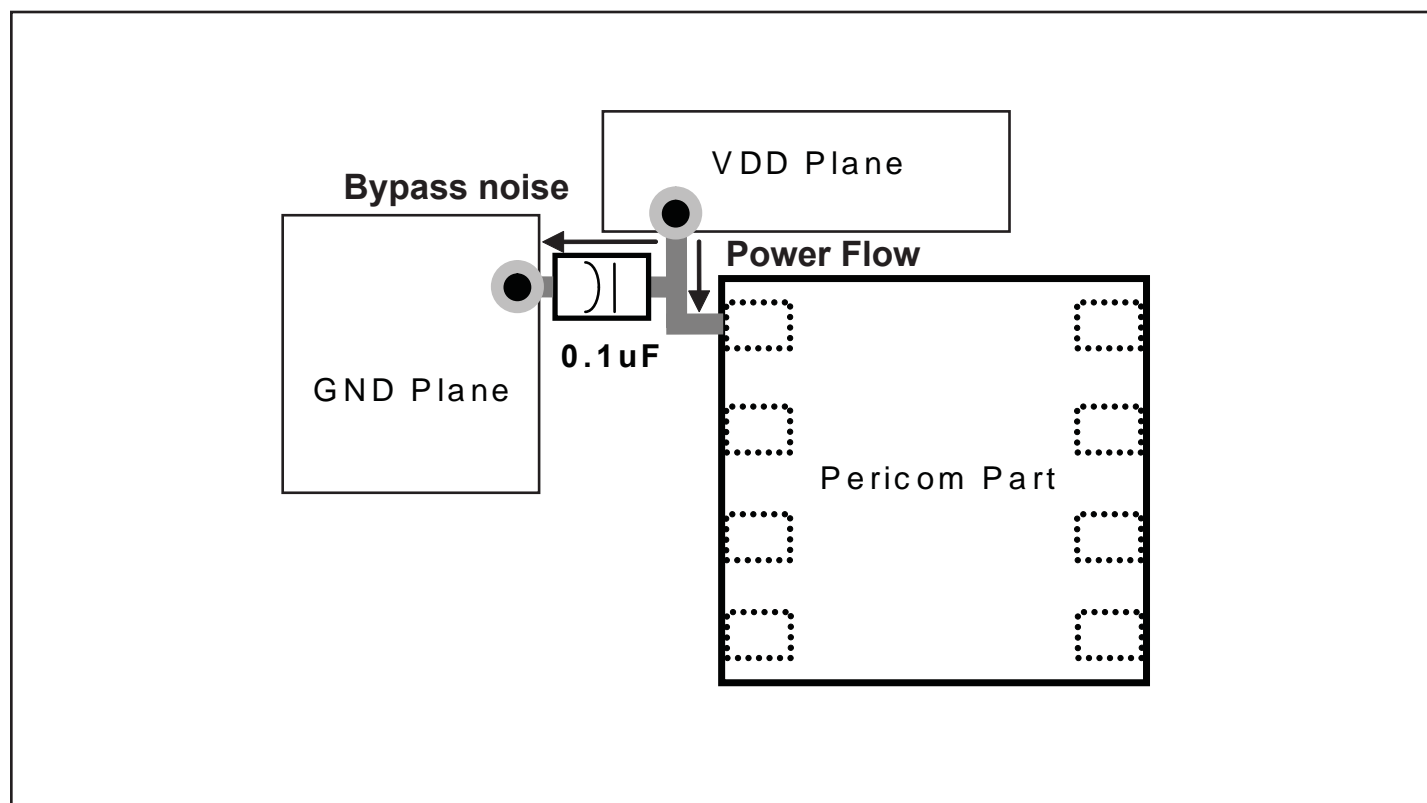 VDD Plane
Bypass noise
Power Flow
0.1uF
GND Plane
Pericom Part